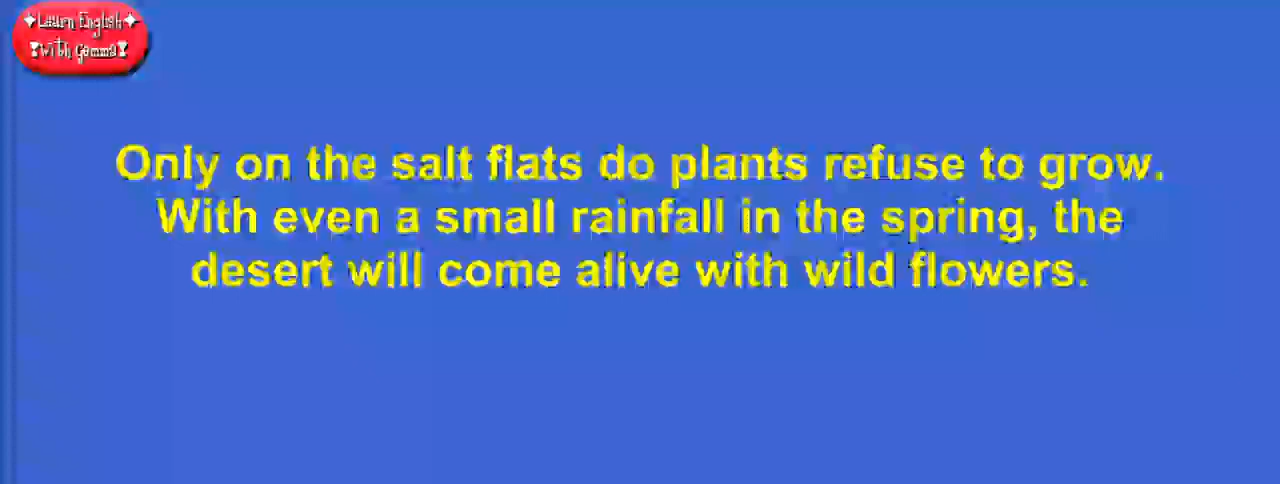 Learn English
with Gemma
Only on the salt flats do plants refuse to grow.
With even a small rainfall in the spring, the
desert will come alive with wild flowers.